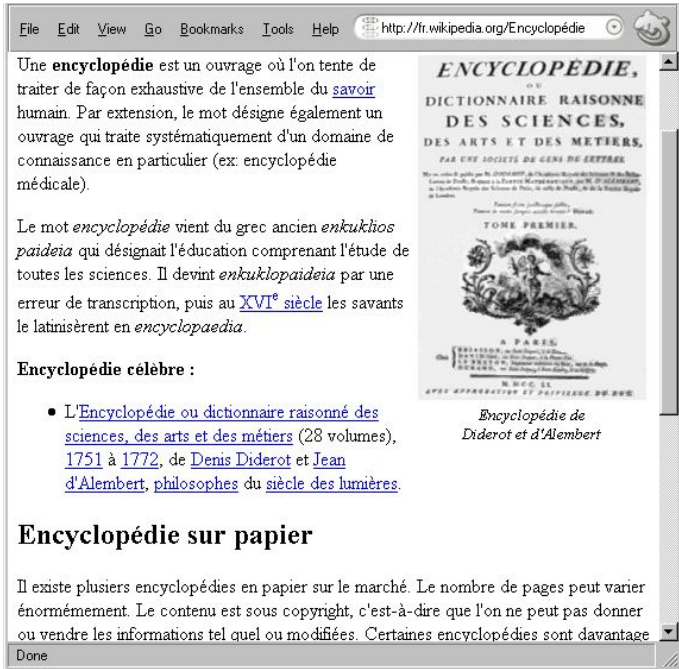 File Edit View Go Bookmarks Tools Help http://fr.wikipedia.org/Encyclopédie
Une encyclopédie est un ouvrage où l'on tente de
traiter de façon exhaustive de l'ensemble du savoir
humain. Par extension, le mot désigne également un
ouvrage qui traite systématiquement d'un domaine de
connaissance en particulier (ex: encyclopédie
médicale).
Le mot encyclopédie vient du grec ancien enkuklios
paideia qui désignait l'éducation comprenant l'étude de
toutes les sciences. Il devint enkuklopaideia par une
erreur de transcription, puis au XVIe siècle les savants
le latinisèrent en encyclopaedia.
Encyclopédie célèbre :
• L'Encyclopédie ou dictionnaire raisonné des
sciences, des arts et des métiers (28 volumes),
1751 à 1772, de Denis Diderot et Jean
d'Alembert, philosophes du siècle des lumières.
ENCYCLOPÉDIE,
OU
DICTIONNAIRE RAISONNÉ
DES SCIENCES,
DES ARTS ET DES MÉTIERS,
PAR UNE SOCIÉTÉ DE GENS DE LETTRES.
TOME PREMIER.
A PARIS,
M. DCC. LI.
AVEC APPROBATION ET PRIVILEGE DU ROY.
Encyclopédie de
Diderot et d'Alembert
Encyclopédie sur papier
Il existe plusiers encyclopédies en papier sur le marché. Le nombre de pages peut varier
énormémement. Le contenu est sous copyright, c'est-à-dire que l'on ne peut pas donner
ou vendre les informations tel quel ou modifiées. Certaines encyclopédies sont davantage
Done